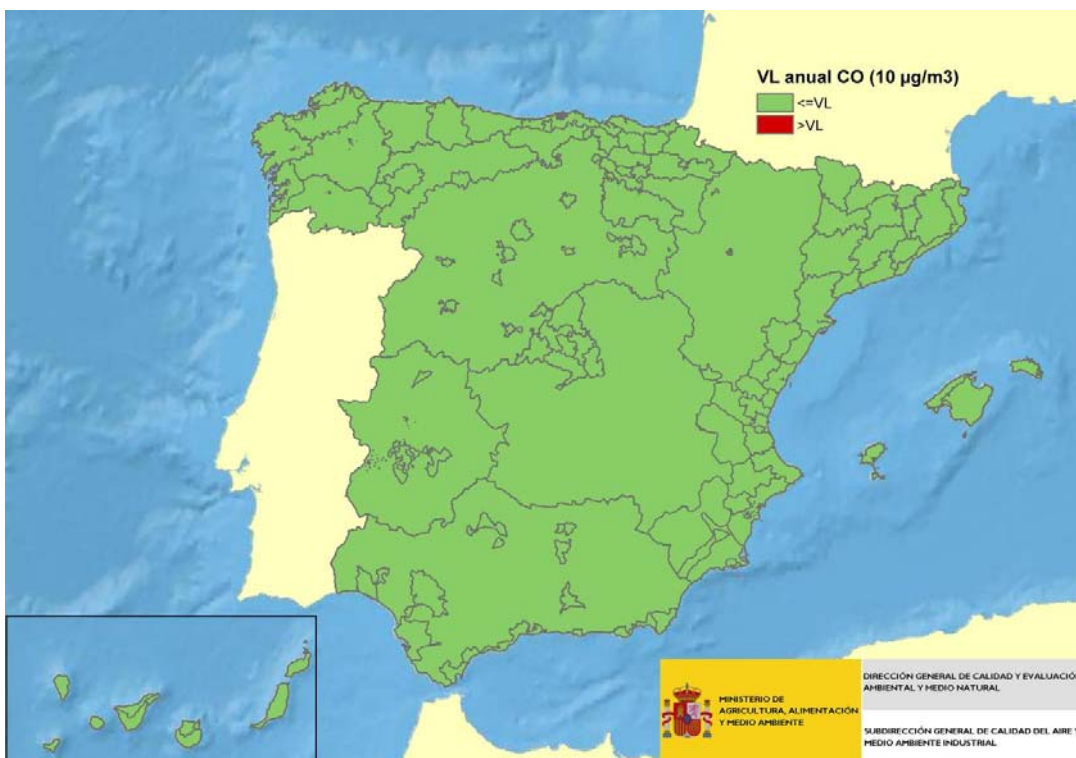 VL anual CO (10 µg/m3)
<=VL
>VL
MINISTERIO DE
AGRICULTURA, ALIMENTACIÓN
Y MEDIO AMBIENTE
DIRECCIÓN GENERAL DE CALIDAD Y EVALUACIÓ
AMBIENTAL Y MEDIO NATURAL
SUBDIRECCIÓN GENERAL DE CALIDAD DEL AIRE Y
MEDIO AMBIENTE INDUSTRIAL